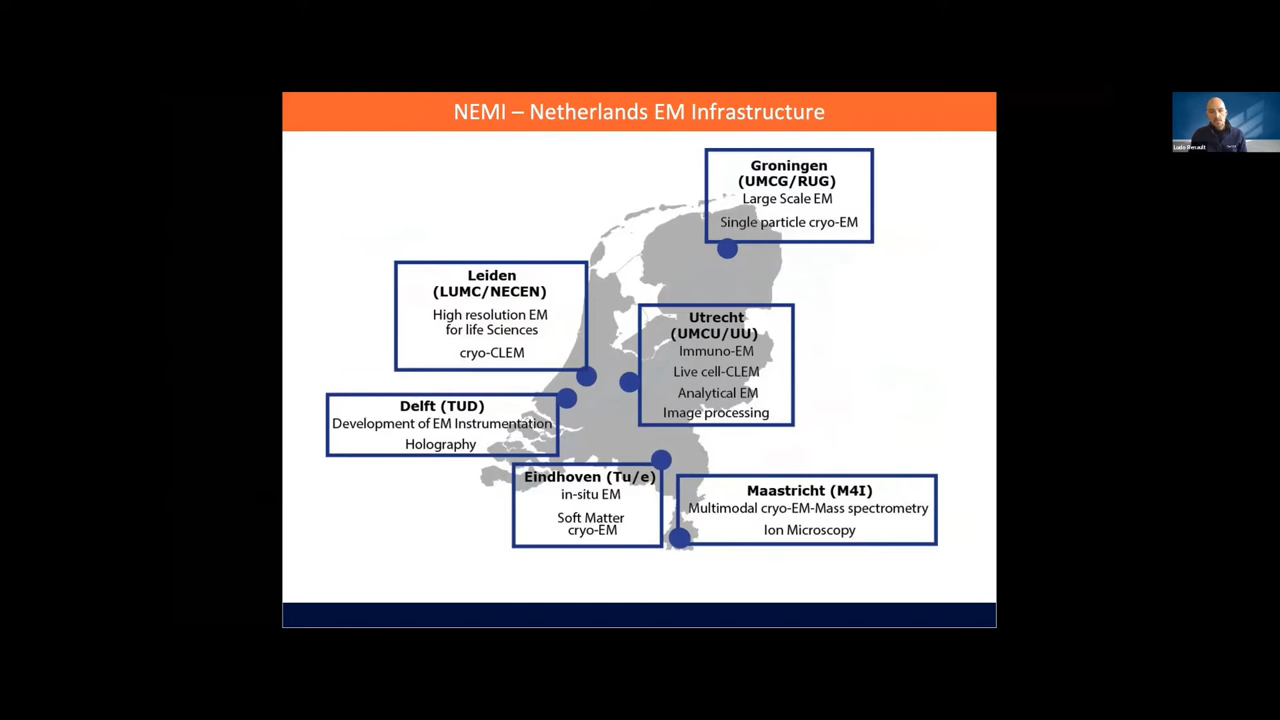 NEMI – Netherlands EM Infrastructure
Groningen
(UMCG/RUG)
Large Scale EM
Single particle cryo-EM
Leiden
(LUMC/NECEN)
High resolution EM
for life Sciences
cryo-CLEM
Utrecht
(UMCU/UU)
Immuno-EM
Live cell-CLEM
Analytical EM
Image processing
Delft (TUD)
Development of EM Instrumentation
Holography
Eindhoven (Tu/e)
in-situ EM
Soft Matter
cryo-EM
Maastricht (M4I)
Multimodal cryo-EM-Mass spectrometry
Ion Microscopy
Ludo Renault